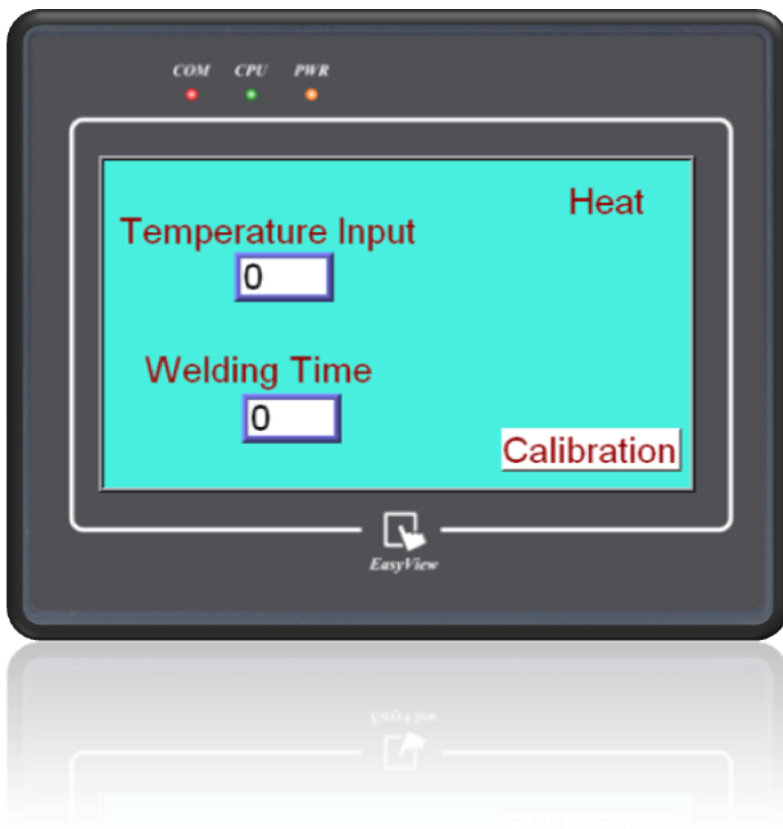 COM CPU PWR
Heat
Temperature Input
0
Welding Time
0
Calibration
EasyView